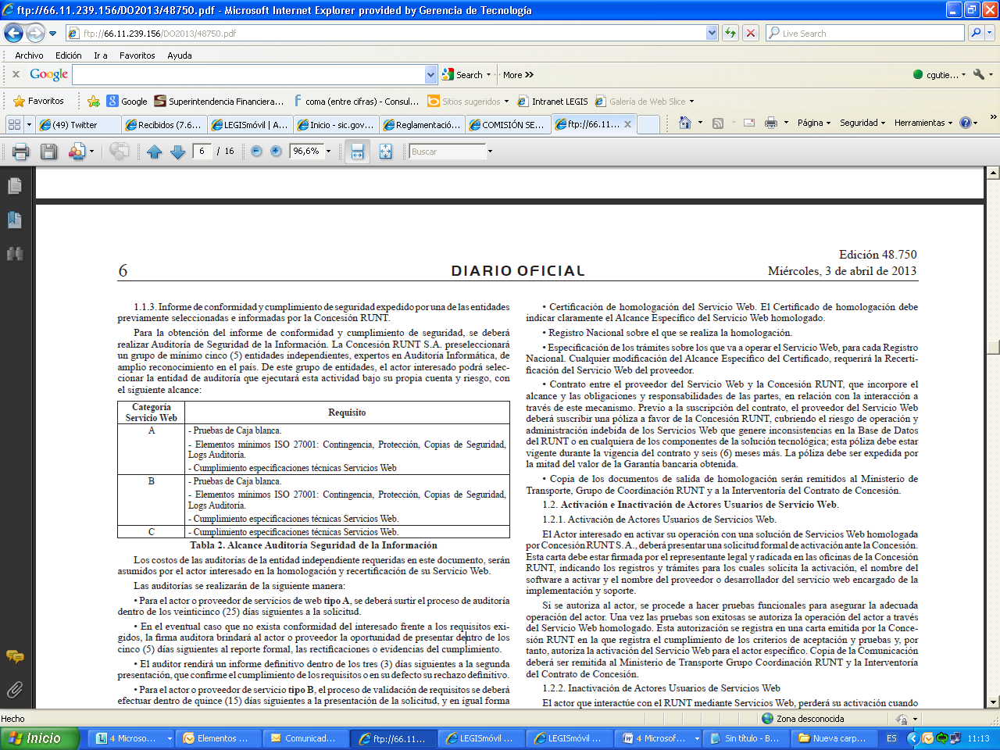 ftp://66.11.239.156/DO2013/48750.pdf - Microsoft Internet Explorer provided by Gerencia de Tecnología
ftp://66.11.239.156/DO2013/48750.pdf
Live Search
Archivo Edición Ir a Favoritos Ayuda
x Google Search More » cgutie...
Favoritos Google Superintendencia Financiera... coma (entre cifras) - Consul... Sitios sugeridos Intranet LEGIS Galería de Web Slice
(49) Twitter Recibidos (7.6... LEGISmóvil | A... Inicio - sic.gov... Reglamentació... COMISIÓN SE... ftp://66.11... Página Seguridad Herramientas »
6 / 16 96,6% Buscar
Edición 48.750
6 DIARIO OFICIAL Miércoles, 3 de abril de 2013
1.1.3. Informe de conformidad y cumplimiento de seguridad expedido por una de las entidades
previamente seleccionadas e informadas por la Concesión RUNT.
Para la obtención del informe de conformidad y cumplimiento de seguridad, se deberá
realizar Auditoría de Seguridad de la Información. La Concesión RUNT S.A. preseleccionará
un grupo de mínimo cinco (5) entidades independientes, expertos en Auditoría Informática, de
amplio reconocimiento en el país. De este grupo de entidades, el actor interesado podrá selec-
cionar la entidad de auditoría que ejecutará esta actividad bajo su propia cuenta y riesgo, con
el siguiente alcance:
Categoría
Servicio Web
Requisito
A
- Pruebas de Caja blanca.
- Elementos mínimos ISO 27001: Contingencia, Protección, Copias de Seguridad,
Logs Auditoría.
- Cumplimiento especificaciones técnicas Servicios Web
B
- Pruebas de Caja blanca.
- Elementos mínimos ISO 27001: Contingencia, Protección, Copias de Seguridad,
Logs Auditoría.
- Cumplimiento especificaciones técnicas Servicios Web.
C
- Cumplimiento especificaciones técnicas Servicios Web.
Tabla 2. Alcance Auditoría Seguridad de la Información
Los costos de las auditorías de la entidad independiente requeridas en este documento, serán
asumidos por el actor interesado en la homologación y recertificación de su Servicio Web.
Las auditorías se realizarán de la siguiente manera:
• Para el actor o proveedor de servicios de web tipo A, se deberá surtir el proceso de auditoría
dentro de los veinticinco (25) días siguientes a la solicitud.
• En el eventual caso que no exista conformidad del interesado frente a los requisitos exi-
gidos, la firma auditora brindará al actor o proveedor la oportunidad de presentar dentro de los
cinco (5) días siguientes al reporte formal, las rectificaciones o evidencias del cumplimiento.
• El auditor rendirá un informe definitivo dentro de los tres (3) días siguientes a la segunda
presentación, que confirme el cumplimiento de los requisitos o en su defecto su rechazo definitivo.
• Para el actor o proveedor de servicio tipo B, el proceso de validación de requisitos se deberá
efectuar dentro de quince (15) días siguientes a la presentación de la solicitud, y en igual forma
• Certificación de homologación del Servicio Web. El Certificado de homologación debe
indicar claramente el Alcance Específico del Servicio Web homologado.
• Registro Nacional sobre el que se realiza la homologación.
• Especificación de los trámites sobre los que va a operar el Servicio Web, para cada Registro
Nacional. Cualquier modificación del Alcance Específico del Certificado, requerirá la Recerti-
ficación del Servicio Web del proveedor.
• Contrato entre el proveedor del Servicio Web y la Concesión RUNT, que incorpore el
alcance y las obligaciones y responsabilidades de las partes, en relación con la interacción a
través de este mecanismo. Previo a la suscripción del contrato, el proveedor del Servicio Web
deberá suscribir una póliza a favor de la Concesión RUNT, cubriendo el riesgo de operación y
administración indebida de los Servicios Web que genere inconsistencias en la Base de Datos
del RUNT o en cualquiera de los componentes de la solución tecnológica; esta póliza debe estar
vigente durante la vigencia del contrato y seis (6) meses más. La póliza debe ser expedida por
la mitad del valor de la Garantía bancaria obtenida.
• Copia de los documentos de salida de homologación serán remitidos al Ministerio de
Transporte, Grupo de Coordinación RUNT y a la Interventoría del Contrato de Concesión.
1.2. Activación e Inactivación de Actores Usuarios de Servicio Web.
1.2.1. Activación de Actores Usuarios de Servicios Web.
El Actor interesado en activar su operación con una solución de Servicios Web homologada
por Concesión RUNT S. A., deberá presentar una solicitud formal de activación ante la Concesión.
Esta carta debe estar firmada por el representante legal y radicada en las oficinas de la Concesión
RUNT, indicando los registros y trámites para los cuales solicita la activación, el nombre del
software a activar y el nombre del proveedor o desarrollador del servicio web encargado de la
implementación y soporte.
Si se autoriza al actor, se procede a hacer pruebas funcionales para asegurar la adecuada
operación del actor. Una vez las pruebas son exitosas se autoriza la operación del actor a través
del Servicio Web homologado. Esta autorización se registra en una carta emitida por la Conce-
sión RUNT en la que registra el cumplimiento de los criterios de aceptación y pruebas y, por
tanto, autoriza la activación del Servicio Web para el actor específico. Copia de la Comunicación
deberá ser remitida al Ministerio de Transporte Grupo Coordinación RUNT y la Interventoría
del Contrato de Concesión.
1.2.2. Inactivación de Actores Usuarios de Servicios Web
El actor que interactúe con el RUNT mediante Servicios Web, perderá su activación cuando
Hecho Zona desconocida
Inicio 4 Microso... Elementos ... Comunicad... ftp://66.11... LEGISmóvil ... LEGISmóvil ... 4 Microsof... Sin título - B... Nueva carp... ES 11:13